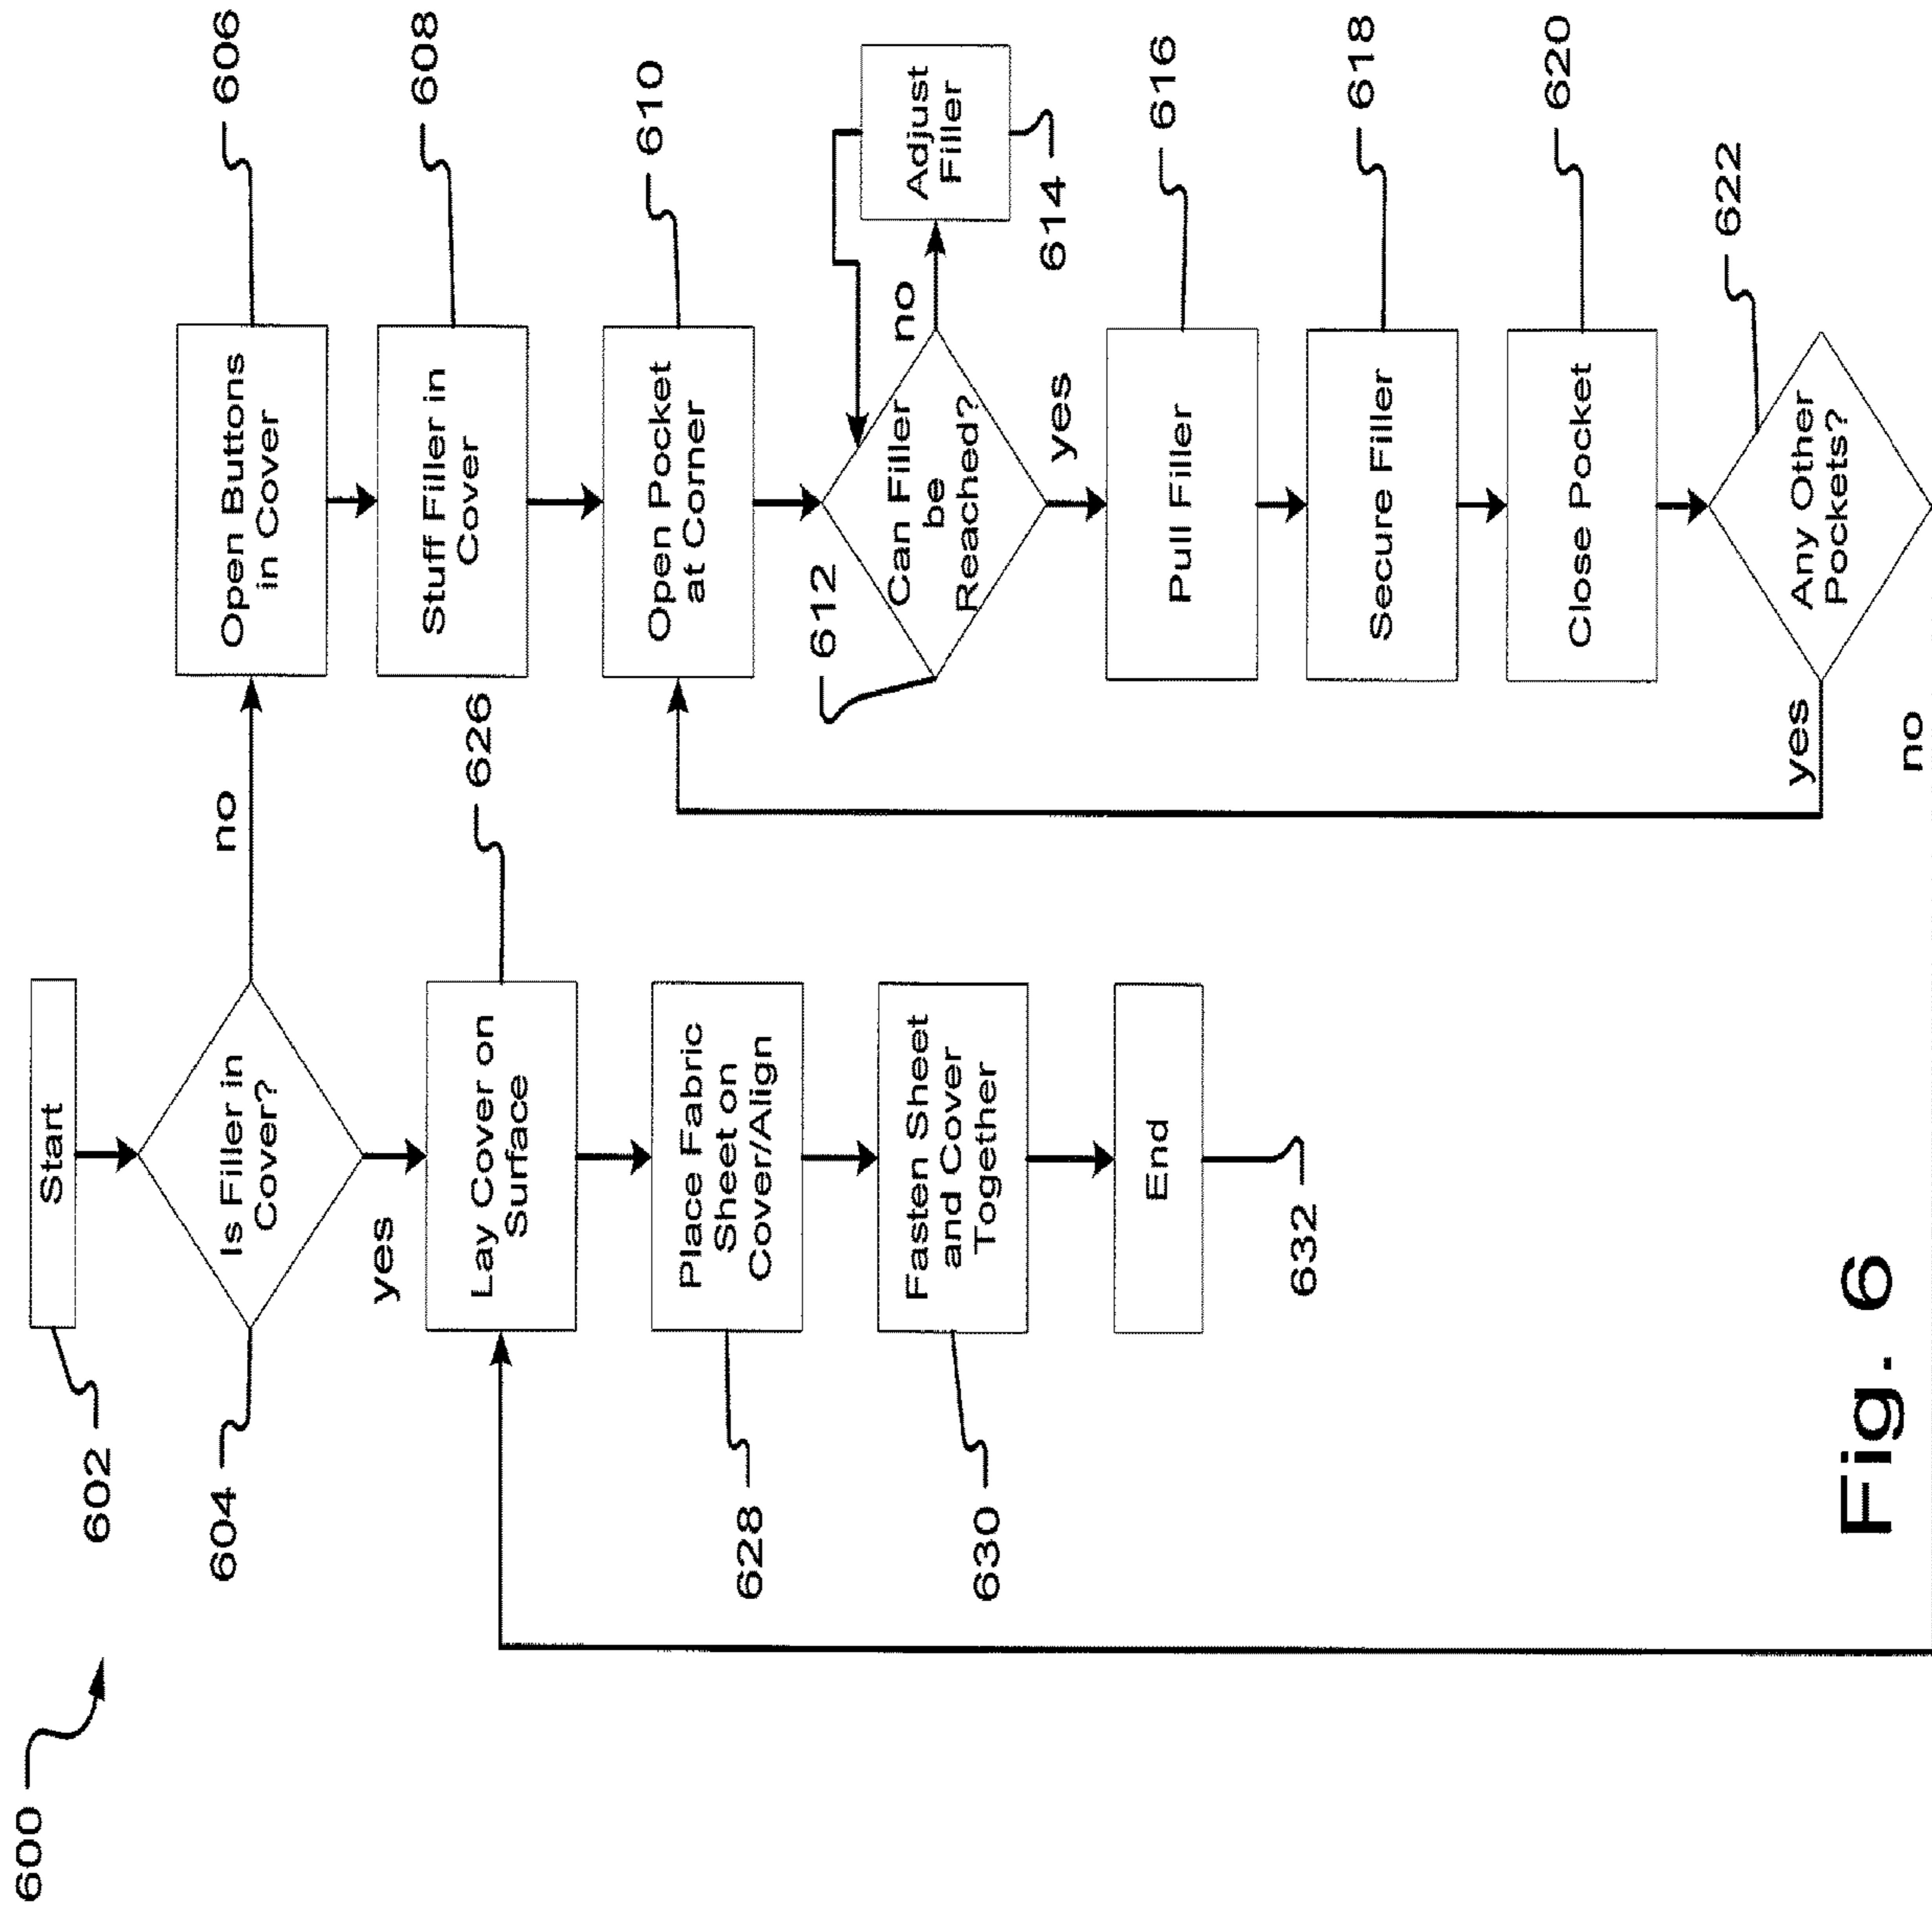 600
602
Start
604
Is Filler in
Cover?
no
yes
626
Lay Cover on
Surface
628
Place Fabric
Sheet on
Cover/Align
630
Fasten Sheet
and Cover
Together
End
632
606
Open Buttons
in Cover
608
Stuff Filler in
Cover
610
Open Pocket
at Corner
612
Can Filler
be
Reached?
no
Adjust
Filler
614
yes
616
Pull Filler
618
Secure Filler
620
Close Pocket
622
Any Other
Pockets?
yes
no
Fig. 6